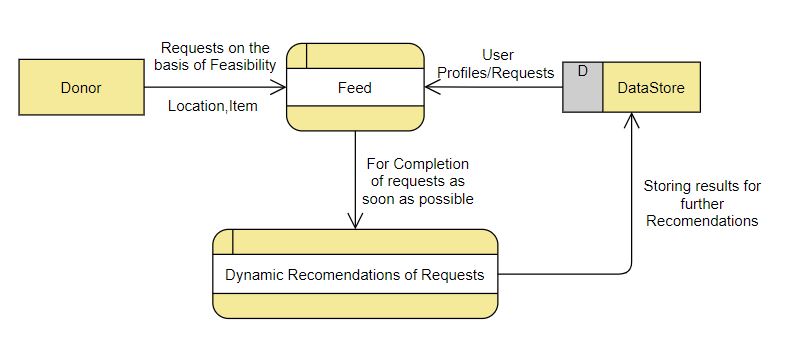 Requests on the
basis of Feasibility
Donor
Location,Item
Feed
User
Profiles/Requests
D
DataStore
For Completion
of requests as
soon as possible
Storing results for
further
Recomendations
Dynamic Recomendations of Requests